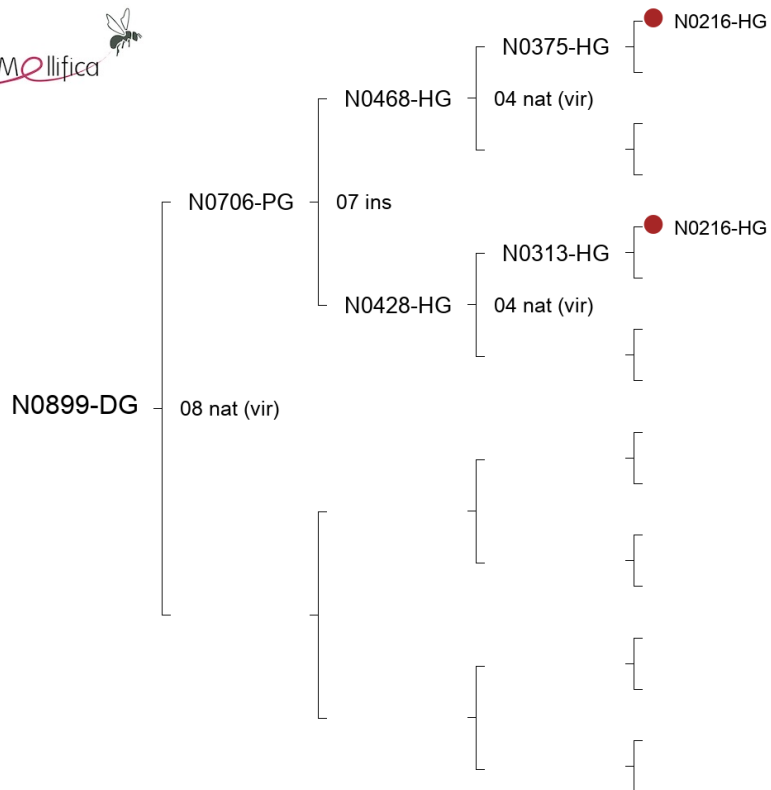 N0216-HG
N0375-HG
Mellifica
N0468-HG
04 nat (vir)
N0706-PG
07 ins
N0216-HG
N0313-HG
N0428-HG
04 nat (vir)
N0899-DG
08 nat (vir)